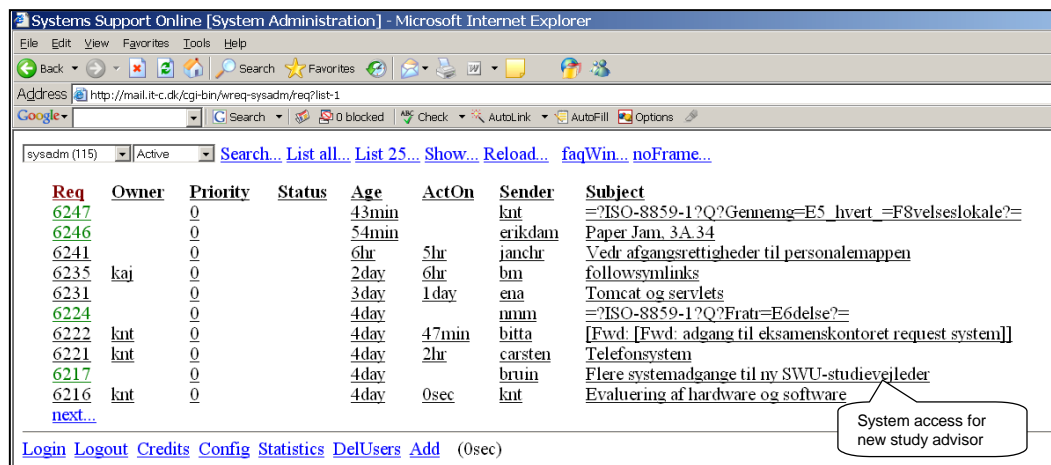 Systems Support Online [System Administration] - Microsoft Internet Explorer
File Edit View Favorites Tools Help
Back Search Favorites W
Address http://mail.it-c.dk/cgi-bin/wreq-sysadm/req?list-1
Google G Search 0 blocked ABC Check AutoLink AutoFill Options
sysadm (115) Active Search... List all... List 25... Show... Reload... faqWin... noFrame...
Req Owner Priority Status Age ActOn Sender Subject
6247 0 43min knt =?ISO-8859-1?Q?Gennemg=E5_hvert_=F8velseslokale?=
6246 0 54min erikdam Paper Jam, 3A.34
6241 0 6hr 5hr janchr Vedr afgangsrettigheder til personalemappen
6235 kaj 0 2day 6hr bm followsymlinks
6231 0 3day 1day ena Tomcat og servlets
6224 0 4day nmm =?ISO-8859-1?Q?Fratr=E6delse?=
6222 knt 0 4day 47min bitta [Fwd: [Fwd: adgang til eksamenskontoret request system]]
6221 knt 0 4day 2hr carsten Telefonsystem
6217 0 4day bruin Flere systemadgange til ny SWU-studievejleder
6216 knt 0 4day 0sec knt Evaluering af hardware og software
next...
System access for
new study advisor
Login Logout Credits Config Statistics DelUsers Add (0sec)